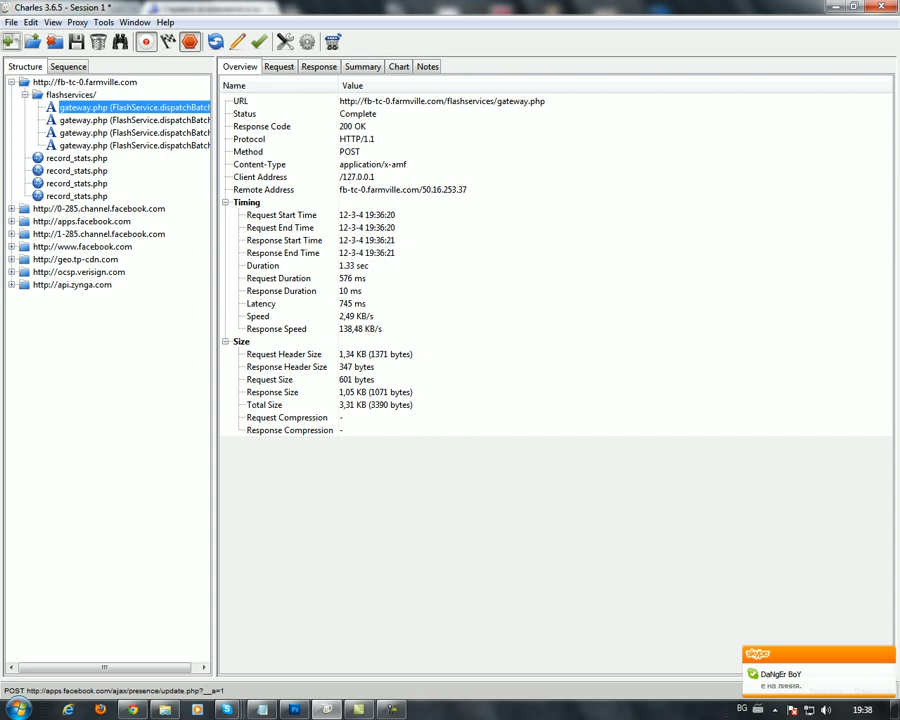 Charles 3.6.5 - Session 1 *
File Edit View Proxy Tools Window Help
Structure Sequence
http://fb-tc-0.farmville.com
flashservices/
gateway.php (FlashService.dispatchBatch
gateway.php (FlashService.dispatchBatch
gateway.php (FlashService.dispatchBatch
gateway.php (FlashService.dispatchBatch
record_stats.php
record_stats.php
record_stats.php
record_stats.php
http://0-285.channel.facebook.com
http://apps.facebook.com
http://1-285.channel.facebook.com
http://www.facebook.com
http://geo.tp-cdn.com
http://ocsp.verisign.com
http://api.zynga.com
Overview Request Response Summary Chart Notes
Name Value
URL http://fb-tc-0.farmville.com/flashservices/gateway.php
Status Complete
Response Code 200 OK
Protocol HTTP/1.1
Method POST
Content-Type application/x-amf
Client Address /127.0.0.1
Remote Address fb-tc-0.farmville.com/50.16.253.37
Timing
Request Start Time 12-3-4 19:36:20
Request End Time 12-3-4 19:36:20
Response Start Time 12-3-4 19:36:21
Response End Time 12-3-4 19:36:21
Duration 1.33 sec
Request Duration 576 ms
Response Duration 10 ms
Latency 745 ms
Speed 2,49 KB/s
Response Speed 138,48 KB/s
Size
Request Header Size 1,34 KB (1371 bytes)
Response Header Size 347 bytes
Request Size 601 bytes
Response Size 1,05 KB (1071 bytes)
Total Size 3,31 KB (3390 bytes)
Request Compression -
Response Compression -
skype
DaNgEr BoY
е на линия.
POST http://apps.facebook.com/ajax/presence/update.php?__a=1
BG 19:38